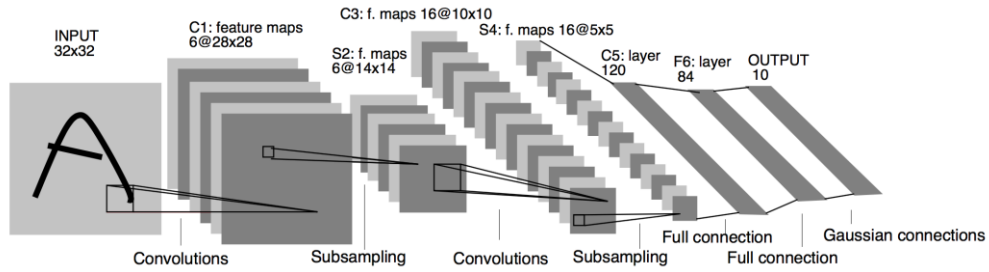 INPUT
32x32
C1: feature maps
6@28x28
S2: f. maps
6@14x14
C3: f. maps 16@10x10
S4: f. maps 16@5x5
C5: layer
120
F6: layer
84
OUTPUT
10
Convolutions
Subsampling
Convolutions
Subsampling
Full connection
Full connection
Gaussian connections
A